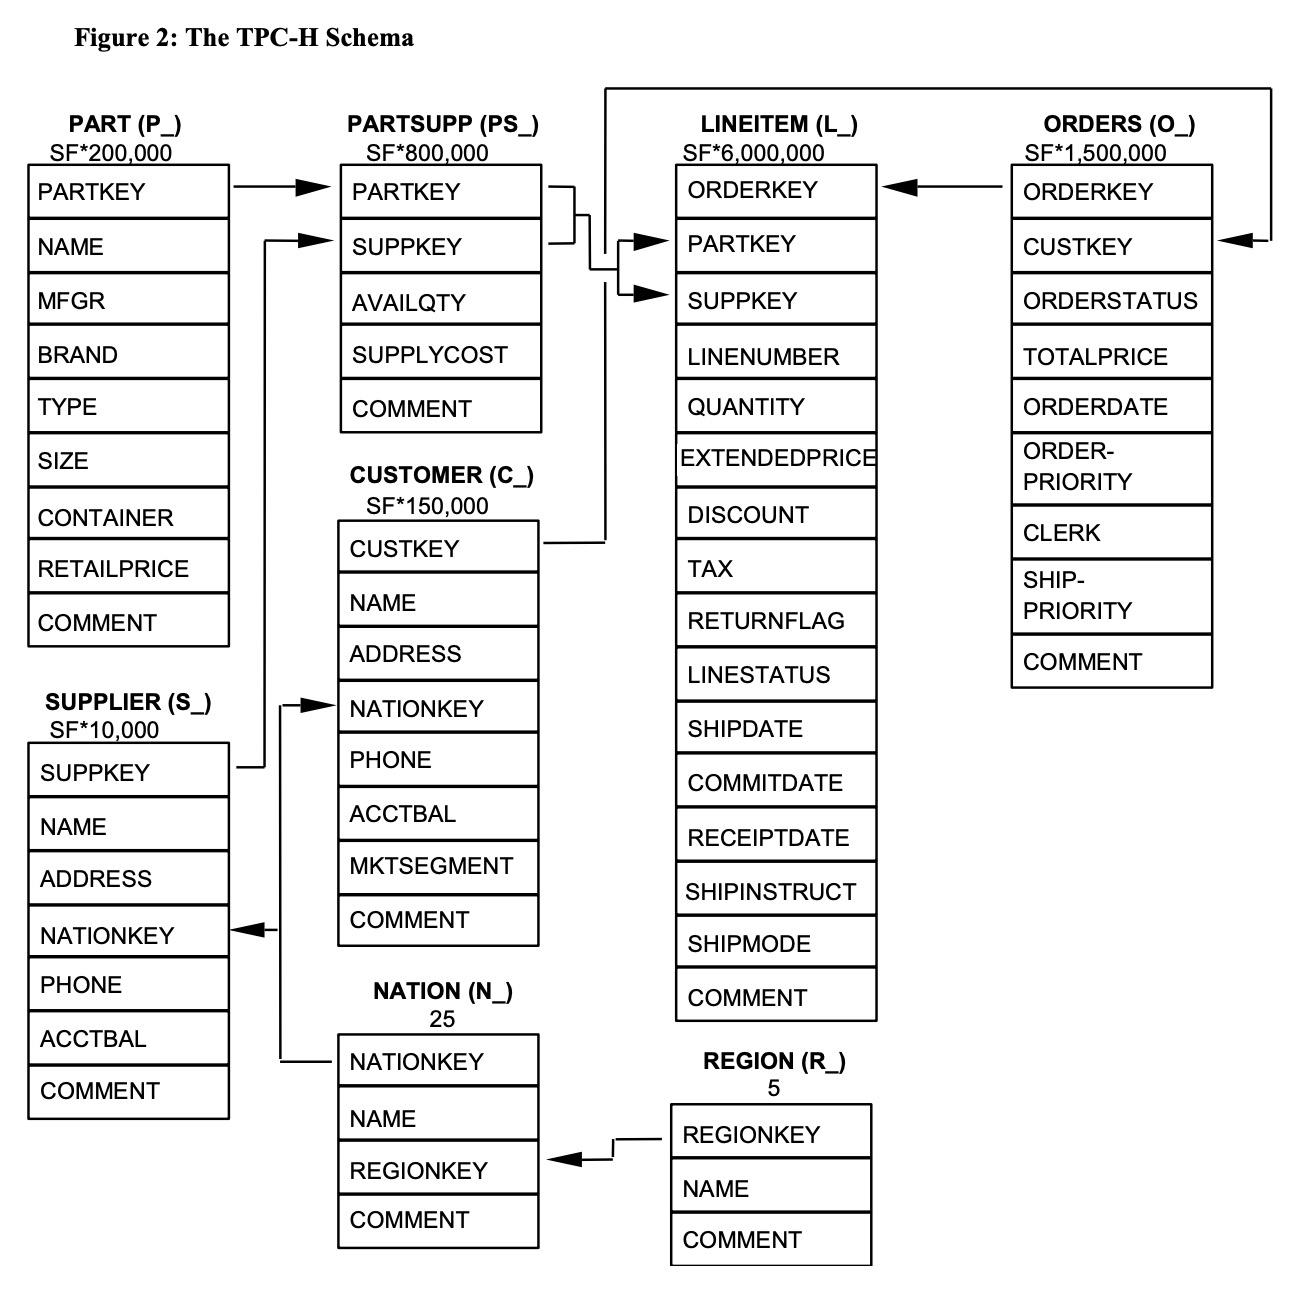 Figure 2: The TPC-H Schema
PART (P_)
SF*200,000
PARTKEY
NAME
MFGR
BRAND
TYPE
SIZE
CONTAINER
RETAILPRICE
COMMENT
SUPPLIER (S_)
SF*10,000
SUPPKEY
NAME
ADDRESS
NATIONKEY
PHONE
ACCTBAL
COMMENT
PARTSUPP (PS_)
SF*800,000
PARTKEY
SUPPKEY
AVAILQTY
SUPPLYCOST
COMMENT
CUSTOMER (C_)
SF*150,000
CUSTKEY
NAME
ADDRESS
NATIONKEY
PHONE
ACCTBAL
MKTSEGMENT
COMMENT
NATION (N_)
25
NATIONKEY
NAME
REGIONKEY
COMMENT
LINEITEM (L_)
SF*6,000,000
ORDERKEY
PARTKEY
SUPPKEY
LINENUMBER
QUANTITY
EXTENDEDPRICE
DISCOUNT
TAX
RETURNFLAG
LINESTATUS
SHIPDATE
COMMITDATE
RECEIPTDATE
SHIPINSTRUCT
SHIPMODE
COMMENT
REGION (R_)
5
REGIONKEY
NAME
COMMENT
ORDERS (O_)
SF*1,500,000
ORDERKEY
CUSTKEY
ORDERSTATUS
TOTALPRICE
ORDERDATE
ORDER-
PRIORITY
CLERK
SHIP-
PRIORITY
COMMENT